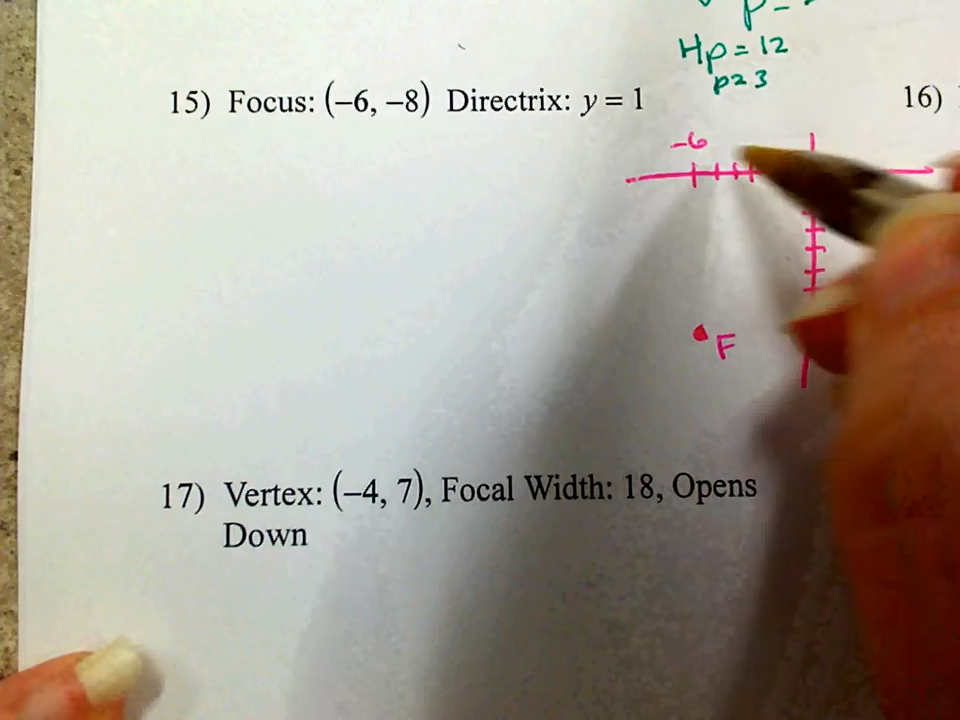 p =
Hp = 12
p = 3
15) Focus: (−6, −8) Directrix: y = 1
16)
−6
F
17) Vertex: (−4, 7), Focal Width: 18, Opens
Down